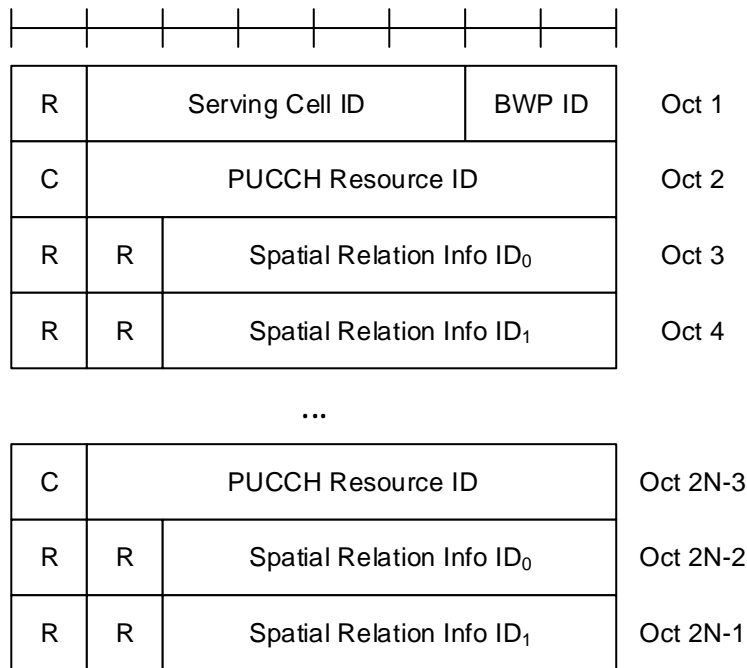 R Serving Cell ID BWP ID Oct 1
C PUCCH Resource ID Oct 2
R R Spatial Relation Info ID₀ Oct 3
R R Spatial Relation Info ID₁ Oct 4
...
C PUCCH Resource ID Oct 2N-3
R R Spatial Relation Info ID₀ Oct 2N-2
R R Spatial Relation Info ID₁ Oct 2N-1